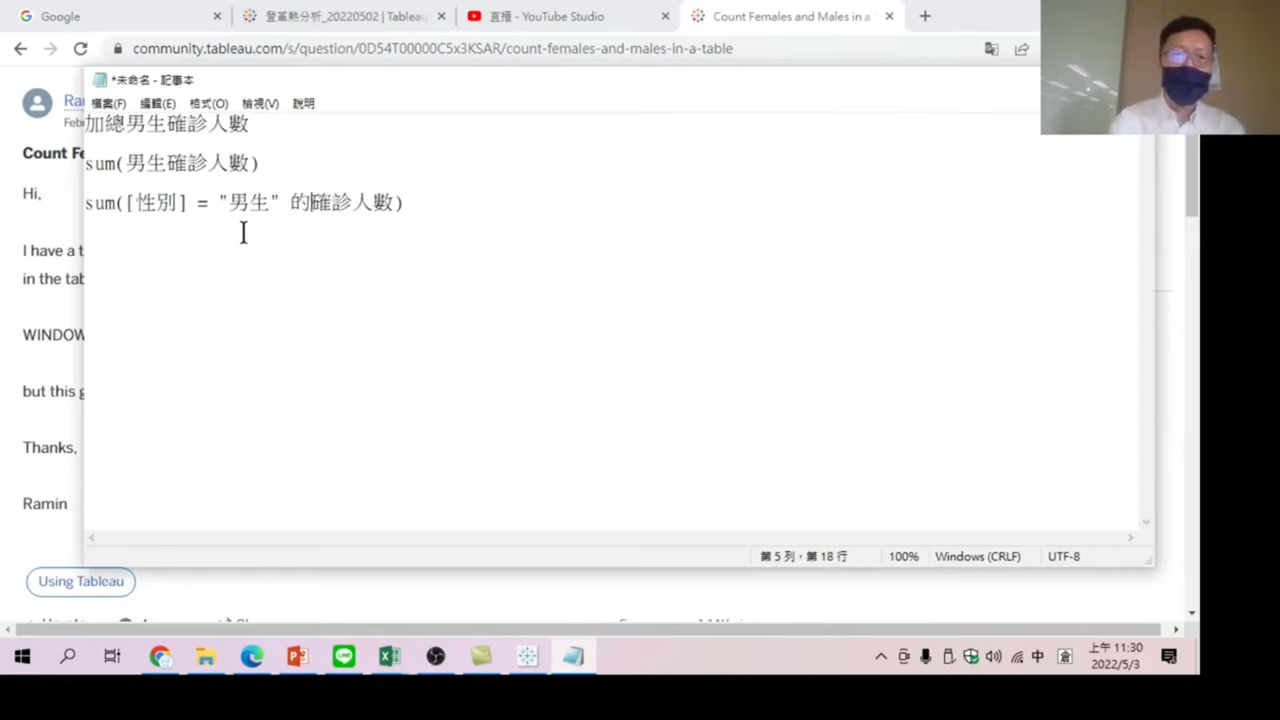 Google
登革熱分析_20220502 | Tableau
直播 - YouTube Studio
Count Females and Males in a
community.tableau.com/s/question/0D54T00000C5x3KSAR/count-females-and-males-in-a-table
*未命名 - 記事本
檔案(F) 編輯(E) 格式(O) 檢視(V) 說明
加總男生確診人數
sum(男生確診人數)
sum([性別] = "男生" 的確診人數)
Hi,
I have a t
in the tab
WINDOW
but this g
Thanks,
Ramin
第 5 列，第 18 行
100%
Windows (CRLF)
UTF-8
Using Tableau
中
上午 11:30
2022/5/3